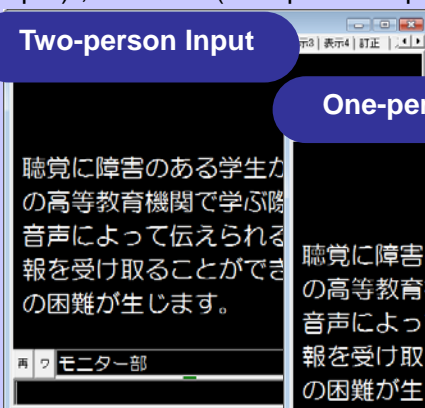 Two-person Input
示3 表示4 訂正
One-per
聴覚に障害のある学生か
の高等教育機関で学ぶ際
音声によって伝えられる
報を受け取ることができ
の困難が生じます。
再 ワ モニター部
聴覚に障害
の高等教育
音声によっ
報を受け取
の困難が生